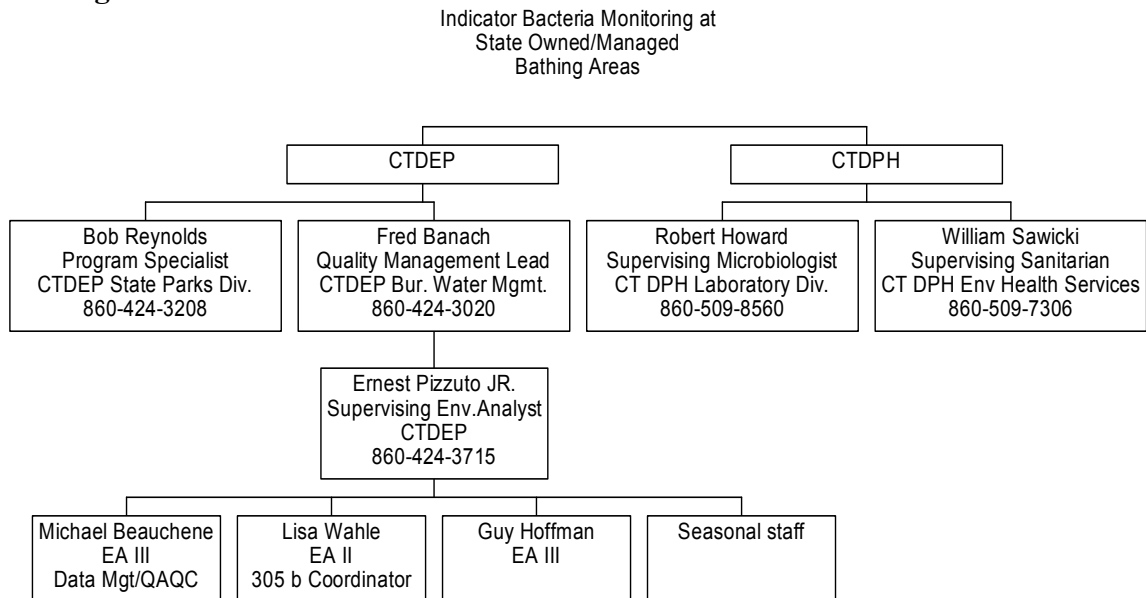 Indicator Bacteria Monitoring at
State Owned/Managed
Bathing Areas
CTDEP
CTDPH
Bob Reynolds
Program Specialist
CTDEP State Parks Div.
860-424-3208
Fred Banach
Quality Management Lead
CTDEP Bur. Water Mgmt.
860-424-3020
Robert Howard
Supervising Microbiologist
CT DPH Laboratory Div.
860-509-8560
William Sawicki
Supervising Sanitarian
CT DPH Env Health Services
860-509-7306
Ernest Pizzuto JR.
Supervising Env.Analyst
CTDEP
860-424-3715
Michael Beauchene
EA III
Data Mgt/QAQC
Lisa Wahle
EA II
305 b Coordinator
Guy Hoffman
EA III
Seasonal staff